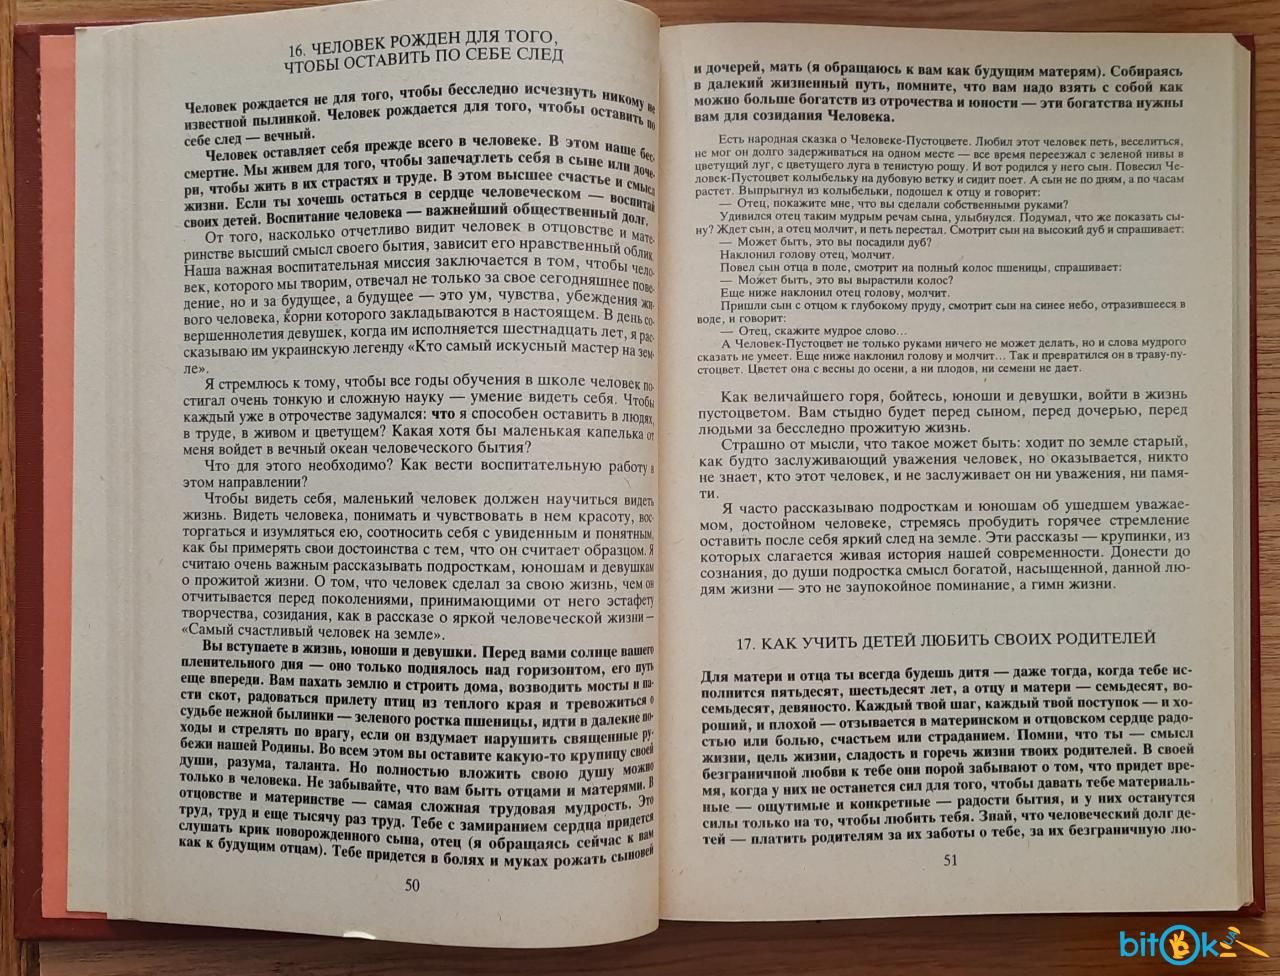 16. ЧЕЛОВЕК РОЖДЕН ДЛЯ ТОГО,
ЧТОБЫ ОСТАВИТЬ ПО СЕБЕ СЛЕД
Человек рождается не для того, чтобы бесследно исчезнуть никому не
известной пылинкой. Человек рождается для того, чтобы оставить по
себе след — вечный.
Человек оставляет себя прежде всего в человеке. В этом наше бес-
смертие. Мы живем для того, чтобы запечатлеть себя в сыне или доче-
ри, чтобы жить в их страстях и труде. В этом высшее счастье и смысл
жизни. Если ты хочешь остаться в сердце человеческом — воспитай
своих детей. Воспитание человека — важнейший общественный долг.
От того, насколько отчетливо видит человек в отцовстве и мате-
ринстве высший смысл своего бытия, зависит его нравственный облик.
Наша важная воспитательная миссия заключается в том, чтобы чело-
век, которого мы творим, отвечал не только за свое сегодняшнее пове-
дение, но и за будущее, а будущее — это ум, чувства, убеждения жи-
вого человека, корни которого закладываются в настоящем. В день со-
вершеннолетия девушек, когда им исполняется шестнадцать лет, я рас-
сказываю им украинскую легенду «Кто самый искусный мастер на зем-
ле».
Я стремлюсь к тому, чтобы все годы обучения в школе человек по-
стигал очень тонкую и сложную науку — умение видеть себя. Чтобы
каждый уже в отрочестве задумался: что я способен оставить в людях,
в труде, в живом и цветущем? Какая хотя бы маленькая капелька от
меня войдет в вечный океан человеческого бытия?
Что для этого необходимо? Как вести воспитательную работу в
этом направлении?
Чтобы видеть себя, маленький человек должен научиться видеть
жизнь. Видеть человека, понимать и чувствовать в нем красоту, вос-
торгаться и изумляться ею, соотносить себя с увиденным и понятным,
как бы примерять свои достоинства с тем, что он считает образцом. Я
считаю очень важным рассказывать подросткам, юношам и девушкам
о прожитой жизни. О том, что человек сделал за свою жизнь, чем он
отчитывается перед поколениями, принимающими от него эстафету
творчества, созидания, как в рассказе о яркой человеческой жизни —
«Самый счастливый человек на земле».
Вы вступаете в жизнь, юноши и девушки. Перед вами солнце вашего
пленительного дня — оно только поднялось над горизонтом, его путь
еще впереди. Вам пахать землю и строить дома, возводить мосты и па-
сти скот, радоваться прилету птиц из теплого края и тревожиться о
судьбе нежной былинки — зеленого ростка пшеницы, идти в далекие по-
ходы и стрелять по врагу, если он вздумает нарушить священные ру-
бежи нашей Родины. Во всем этом вы оставите какую-то крупицу своей
души, разума, таланта. Но полностью вложить свою душу можно
только в человека. Не забывайте, что вам быть отцами и матерями. В
отцовстве и материнстве — самая сложная трудовая мудрость. Это
труд, труд и еще тысячу раз труд. Тебе с замиранием сердца придется
слушать крик новорожденного сына, отец (я обращаясь сейчас к вам
как к будущим отцам). Тебе придется в болях и муках рожать сыновей
50
и дочерей, мать (я обращаюсь к вам как будущим матерям). Собираясь
в далекий жизненный путь, помните, что вам надо взять с собой как
можно больше богатств из отрочества и юности — эти богатства нужны
вам для созидания Человека.
Есть народная сказка о Человеке-Пустоцвете. Любил этот человек петь, веселиться,
не мог он долго задерживаться на одном месте — все время переезжал с зеленой нивы в
цветущий луг, с цветущего луга в тенистую рощу. И вот родился у него сын. Повесил Че-
ловек-Пустоцвет колыбельку на дубовую ветку и сидит поет. А сын не по дням, а по часам
растет. Выпрыгнул из колыбельки, подошел к отцу и говорит:
— Отец, покажите мне, что вы сделали собственными руками?
Удивился отец таким мудрым речам сына, улыбнулся. Подумал, что же показать сы-
ну? Ждет сын, а отец молчит, и петь перестал. Смотрит сын на высокий дуб и спрашивает:
— Может быть, это вы посадили дуб?
Наклонил голову отец, молчит.
Повел сын отца в поле, смотрит на полный колос пшеницы, спрашивает:
— Может быть, это вы вырастили колос?
Еще ниже наклонил отец голову, молчит.
Пришли сын с отцом к глубокому пруду, смотрит сын на синее небо, отразившееся в
воде, и говорит:
— Отец, скажите мудрое слово…
А Человек-Пустоцвет не только руками ничего не может делать, но и слова мудрого
сказать не умеет. Еще ниже наклонил голову и молчит… Так и превратился он в траву-пу-
стоцвет. Цветет она с весны до осени, а ни плодов, ни семени не дает.
Как величайшего горя, бойтесь, юноши и девушки, войти в жизнь
пустоцветом. Вам стыдно будет перед сыном, перед дочерью, перед
людьми за бесследно прожитую жизнь.
Страшно от мысли, что такое может быть: ходит по земле старый,
как будто заслуживающий уважения человек, но оказывается, никто
не знает, кто этот человек, и не заслуживает он ни уважения, ни памя-
ти.
Я часто рассказываю подросткам и юношам об ушедшем уважае-
мом, достойном человеке, стремясь пробудить горячее стремление
оставить после себя яркий след на земле. Эти рассказы — крупинки, из
которых слагается живая история нашей современности. Донести до
сознания, до души подростка смысл богатой, насыщенной, данной лю-
дям жизни — это не заупокойное поминание, а гимн жизни.
17. КАК УЧИТЬ ДЕТЕЙ ЛЮБИТЬ СВОИХ РОДИТЕЛЕЙ
Для матери и отца ты всегда будешь дитя — даже тогда, когда тебе ис-
полнится пятьдесят, шестьдесят лет, а отцу и матери — семьдесят, во-
семьдесят, девяносто. Каждый твой шаг, каждый твой поступок — и хо-
роший, и плохой — отзывается в материнском и отцовском сердце радо-
стью или болью, счастьем или страданием. Помни, что ты — смысл
жизни, цель жизни, сладость и горечь жизни твоих родителей. В своей
безграничной любви к тебе они порой забывают о том, что придет вре-
мя, когда у них не останется сил для того, чтобы давать тебе материаль-
ные — ощутимые и конкретные — радости бытия, и у них останутся
силы только на то, чтобы любить тебя. Знай, что человеческий долг де-
тей — платить родителям за их заботы о тебе, за их безграничную лю-
51
bitOk UA